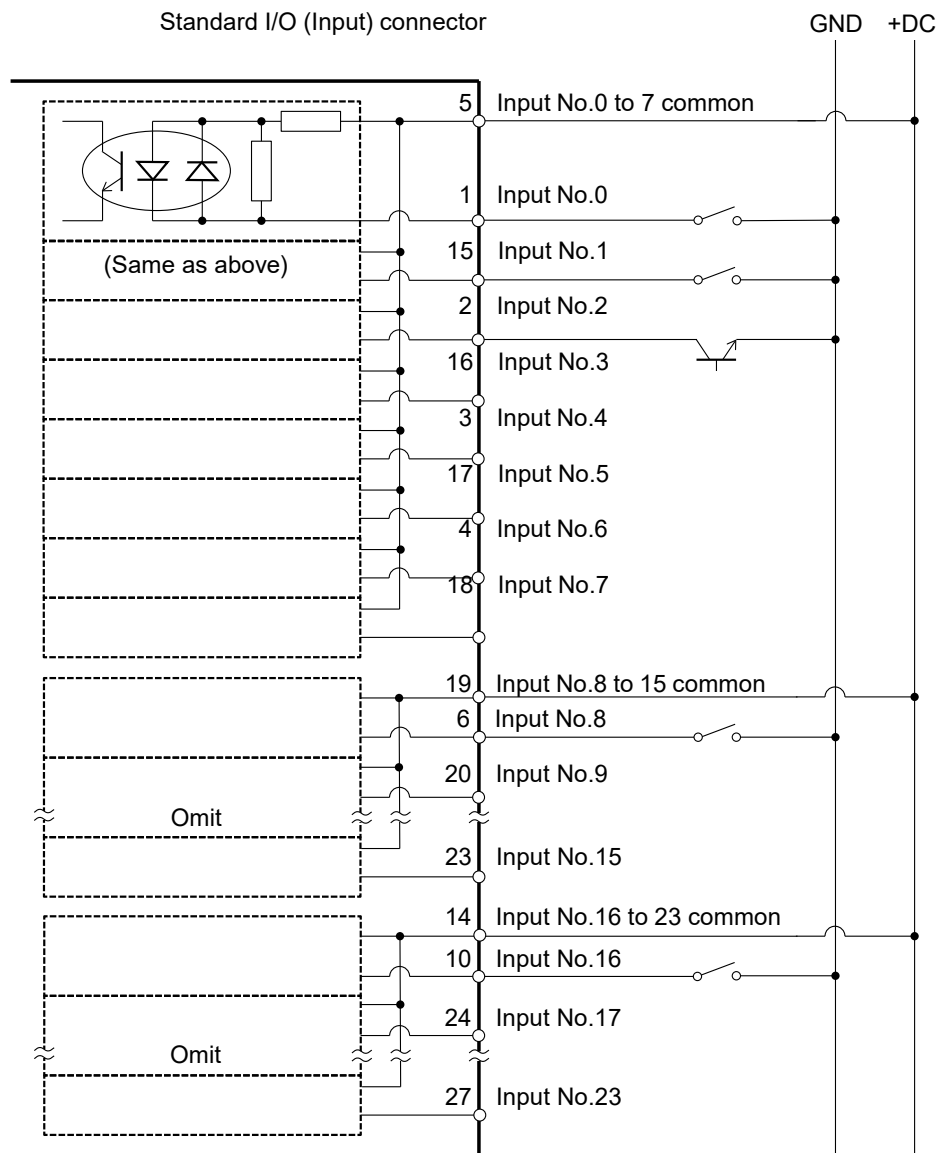 Standard I/O (Input) connector
GND +DC
5 Input No.0 to 7 common
1 Input No.0
15 Input No.1
(Same as above)
2 Input No.2
16 Input No.3
3 Input No.4
17 Input No.5
4 Input No.6
18 Input No.7
19 Input No.8 to 15 common
6 Input No.8
20 Input No.9
Omit
23 Input No.15
14 Input No.16 to 23 common
10 Input No.16
24 Input No.17
Omit
27 Input No.23